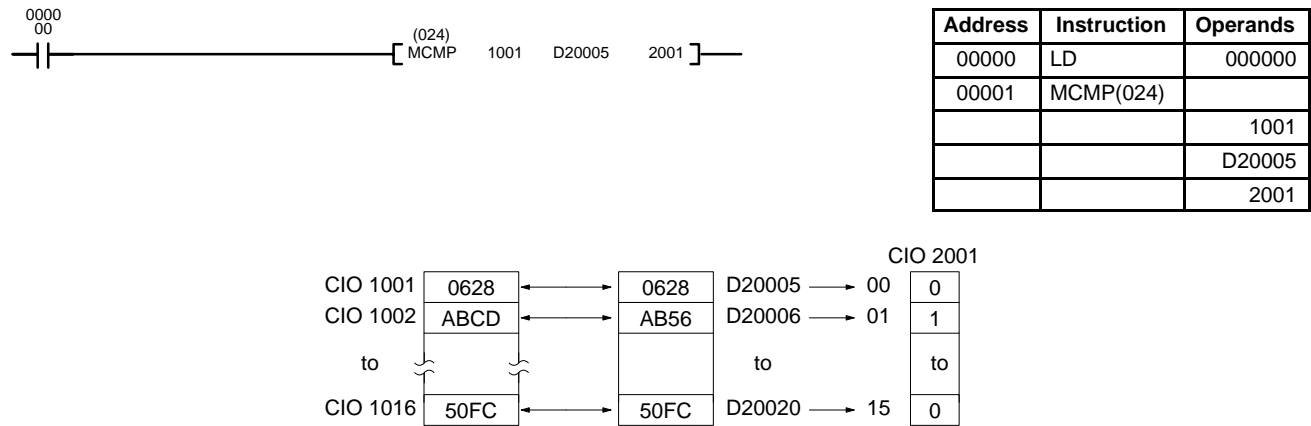 0000
00
(024)
MCMP 1001 D20005 2001
Address Instruction Operands
00000 LD 000000
00001 MCMP(024)
1001
D20005
2001
CIO 2001
CIO 1001 0628 0628 D20005 00 0
CIO 1002 ABCD AB56 D20006 01 1
to to to
CIO 1016 50FC 50FC D20020 15 0